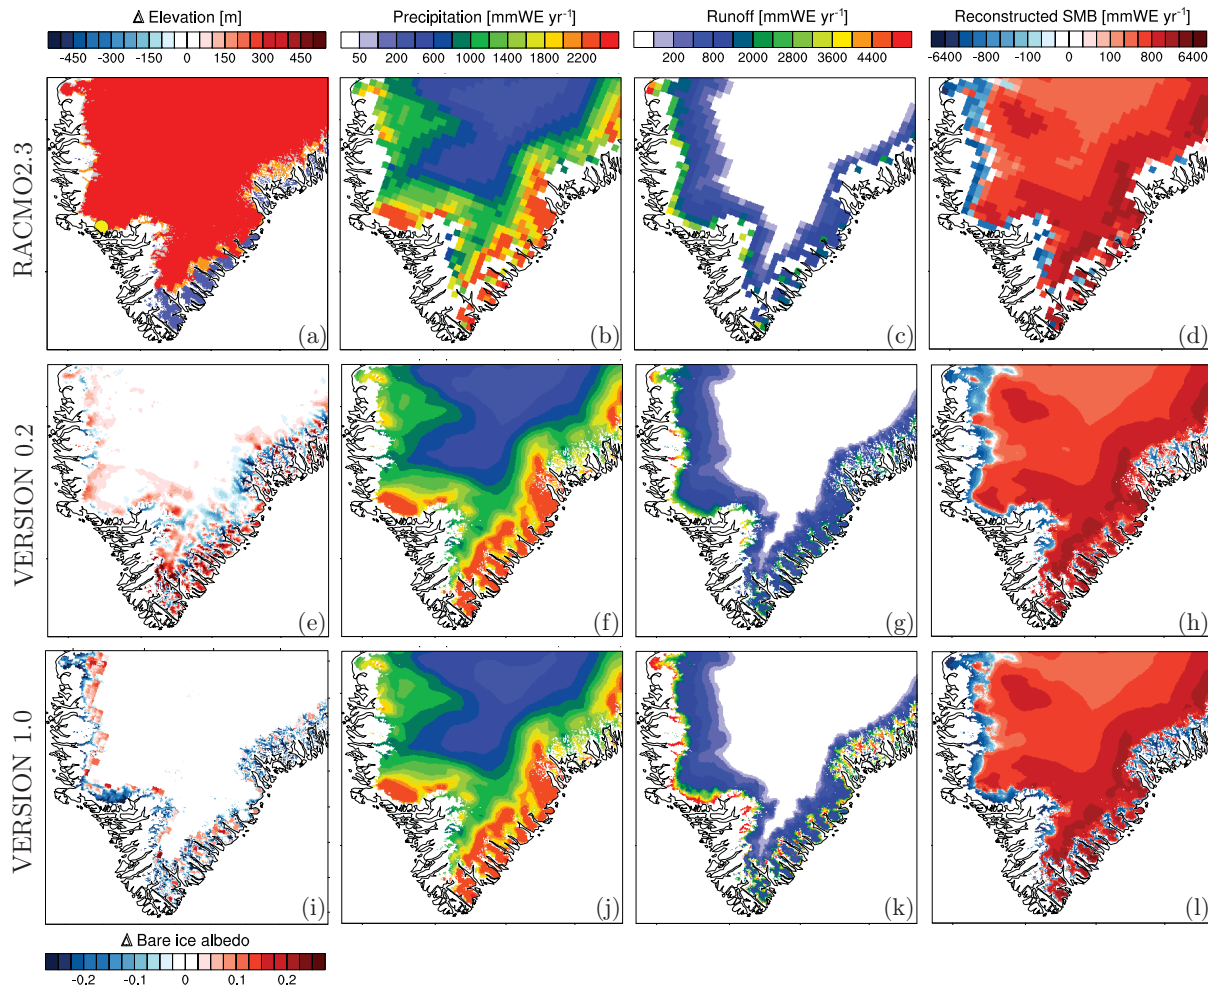 Δ Elevation [m]
Precipitation [mmWE yr⁻¹]
Runoff [mmWE yr⁻¹]
Reconstructed SMB [mmWE yr⁻¹]
-450 -300 -150 0 150 300 450
50 200 600 1000 1400 1800 2200
200 800 2000 2800 3600 4400
-6400 -800 -100 0 100 800 6400
RACMO2.3
(a)
(b)
(c)
(d)
VERSION 0.2
(e)
(f)
(g)
(h)
VERSION 1.0
(i)
(j)
(k)
(l)
Δ Bare ice albedo
-0.2 -0.1 0 0.1 0.2